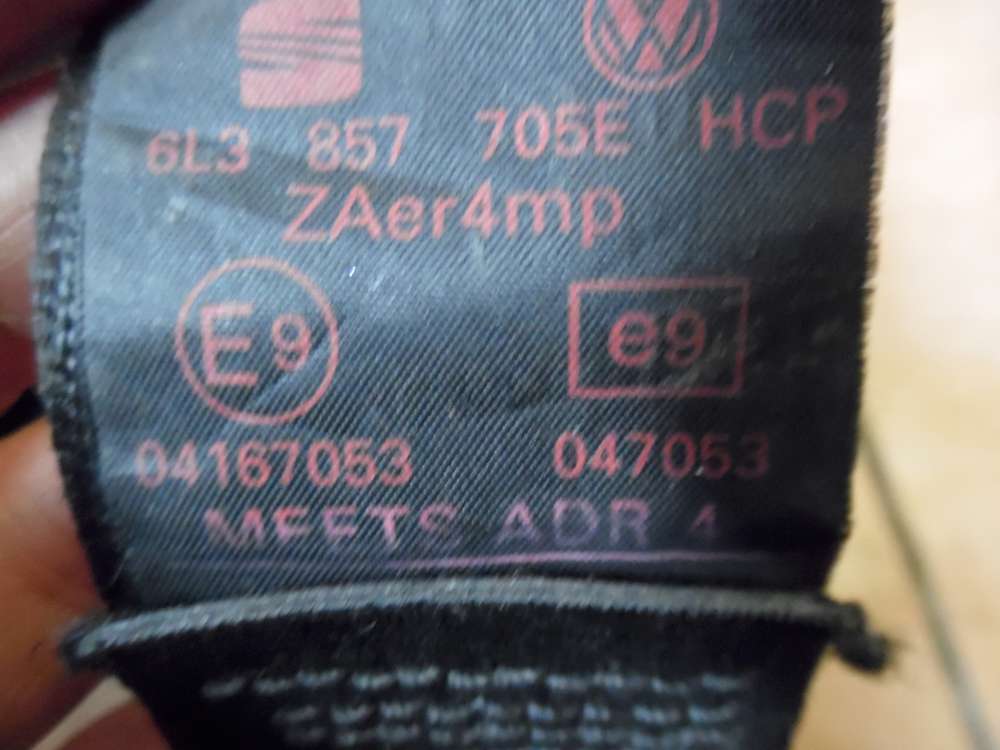 6L3 857 705E HCP
ZAer4mp
E9 e9
04167053 047053
MEETS ADR 4